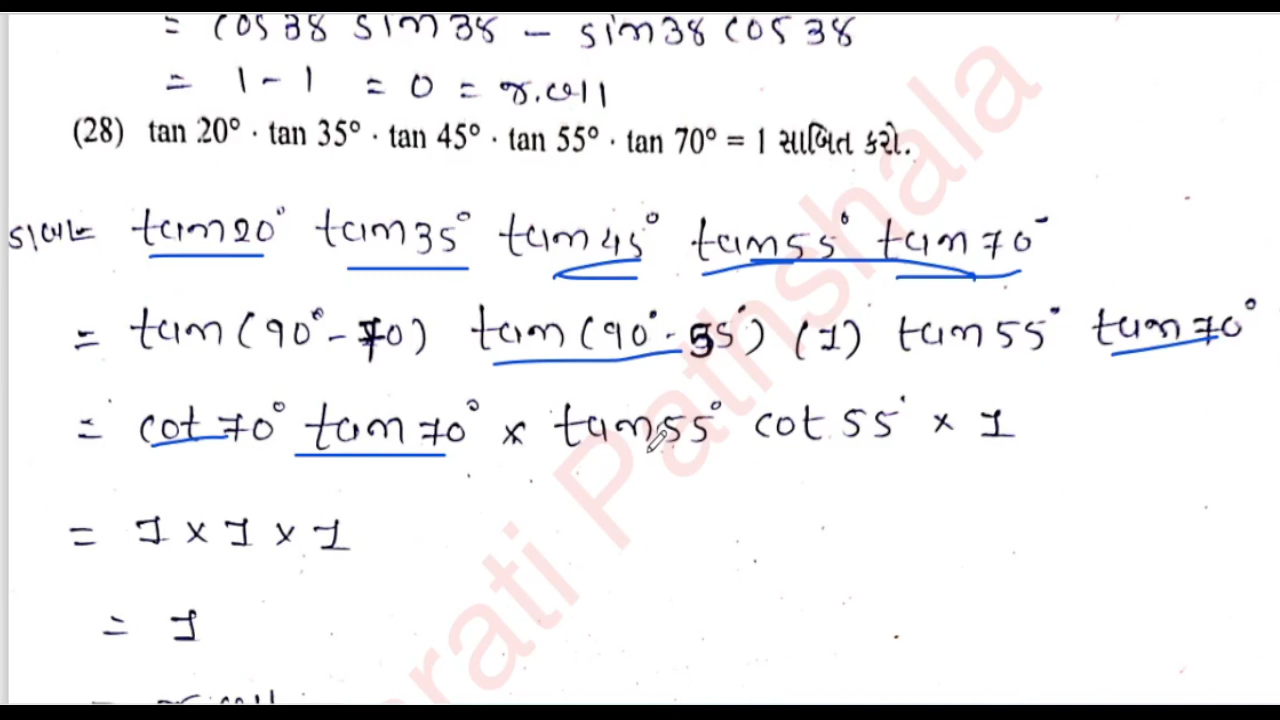 = cos 38 sin 38 - sin 38 cos 38
= 1 - 1 = 0 = જ.બા
(28) tan 20° · tan 35° · tan 45° · tan 55° · tan 70° = 1 સાબિત કરો.
ડાબા= tan 20° tan 35° tan 45° tan 55° tan 70°
= tan (90° - 70) tan (90° - 55°) (1) tan 55° tan 70°
= cot 70° tan 70° × tan 55° cot 55° × 1
= 1 × 1 × 1
= 1